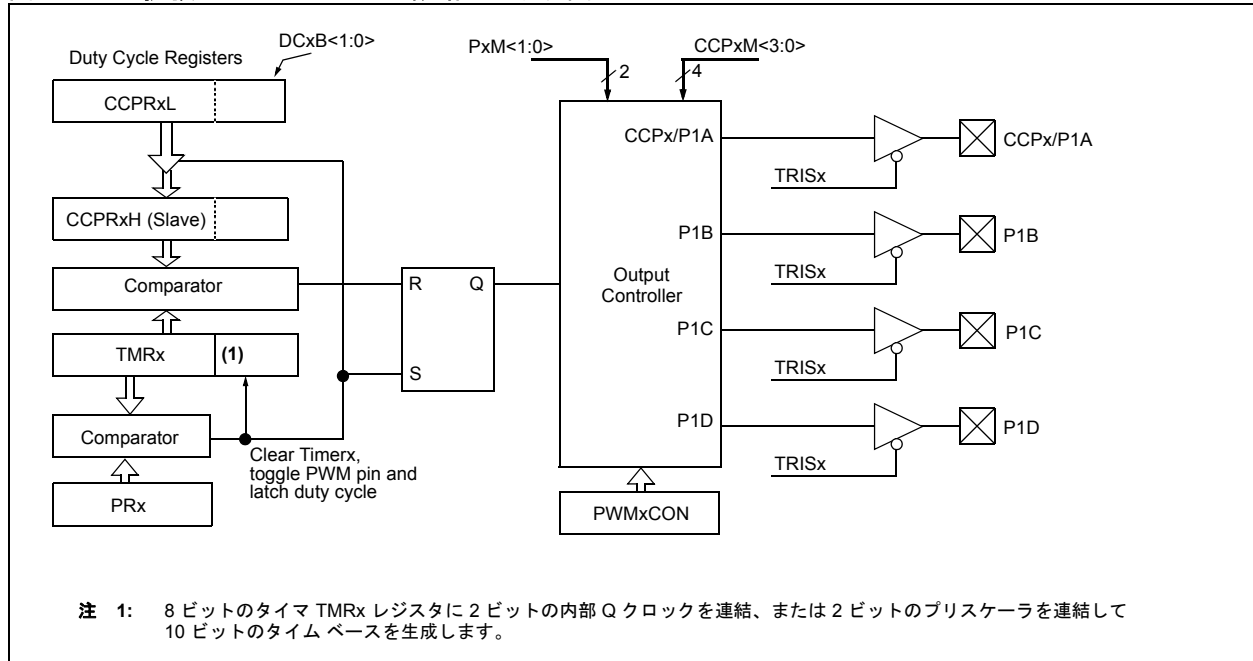 DCxB<1:0>
Duty Cycle Registers
CCPRxL
CCPRxH (Slave)
Comparator
TMRx
(1)
Comparator
PRx
Clear Timerx,
toggle PWM pin and
latch duty cycle
R
Q
S
PxM<1:0>
2
CCPxM<3:0>
4
Output
Controller
CCPx/P1A
P1B
P1C
P1D
PWMxCON
TRISx
CCPx/P1A
TRISx
P1B
TRISx
P1C
TRISx
P1D
注 1: 8 ビットのタイマ TMRx レジスタに 2 ビットの内部 Q クロックを連結、または 2 ビットのプリスケーラを連結して
10 ビットのタイム ベースを生成します。